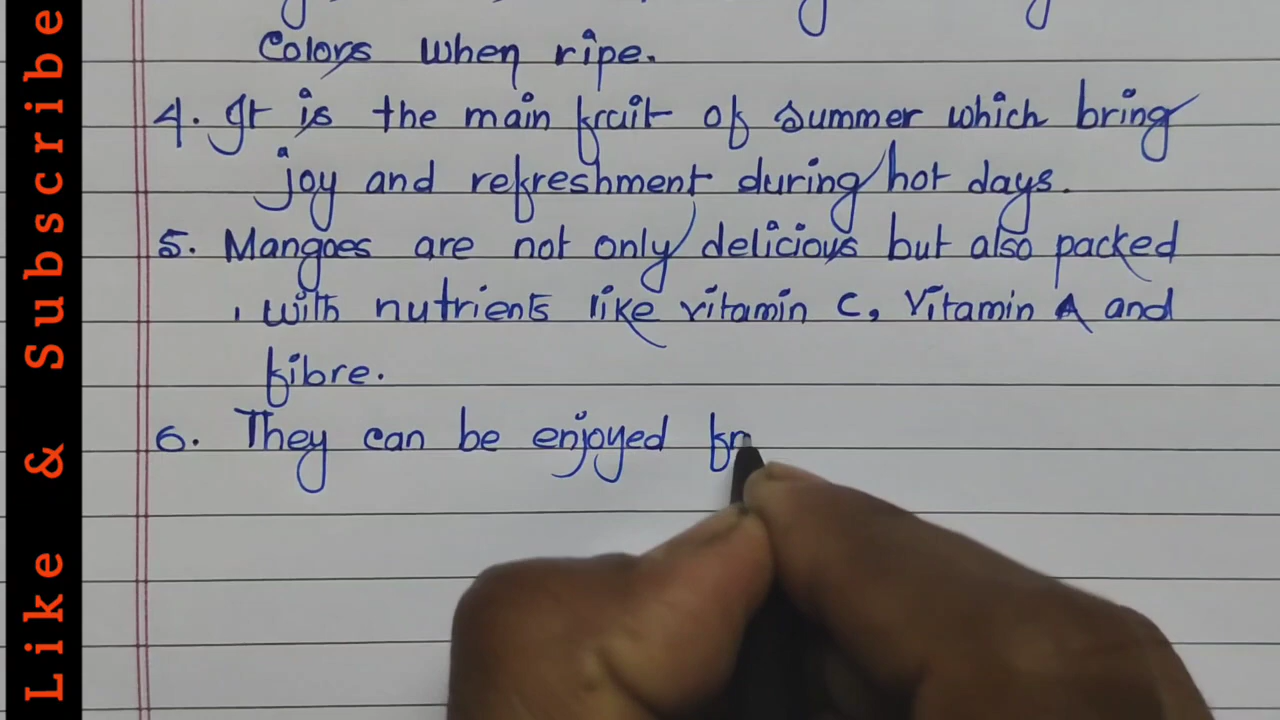 Colors when ripe.
4. It is the main fruit of summer which bring
joy and refreshment during hot days.
5. Mangoes are not only delicious but also packed
with nutrients like vitamin C, Vitamin A and
fibre.
6. They can be enjoyed fr
Like & Subscribe